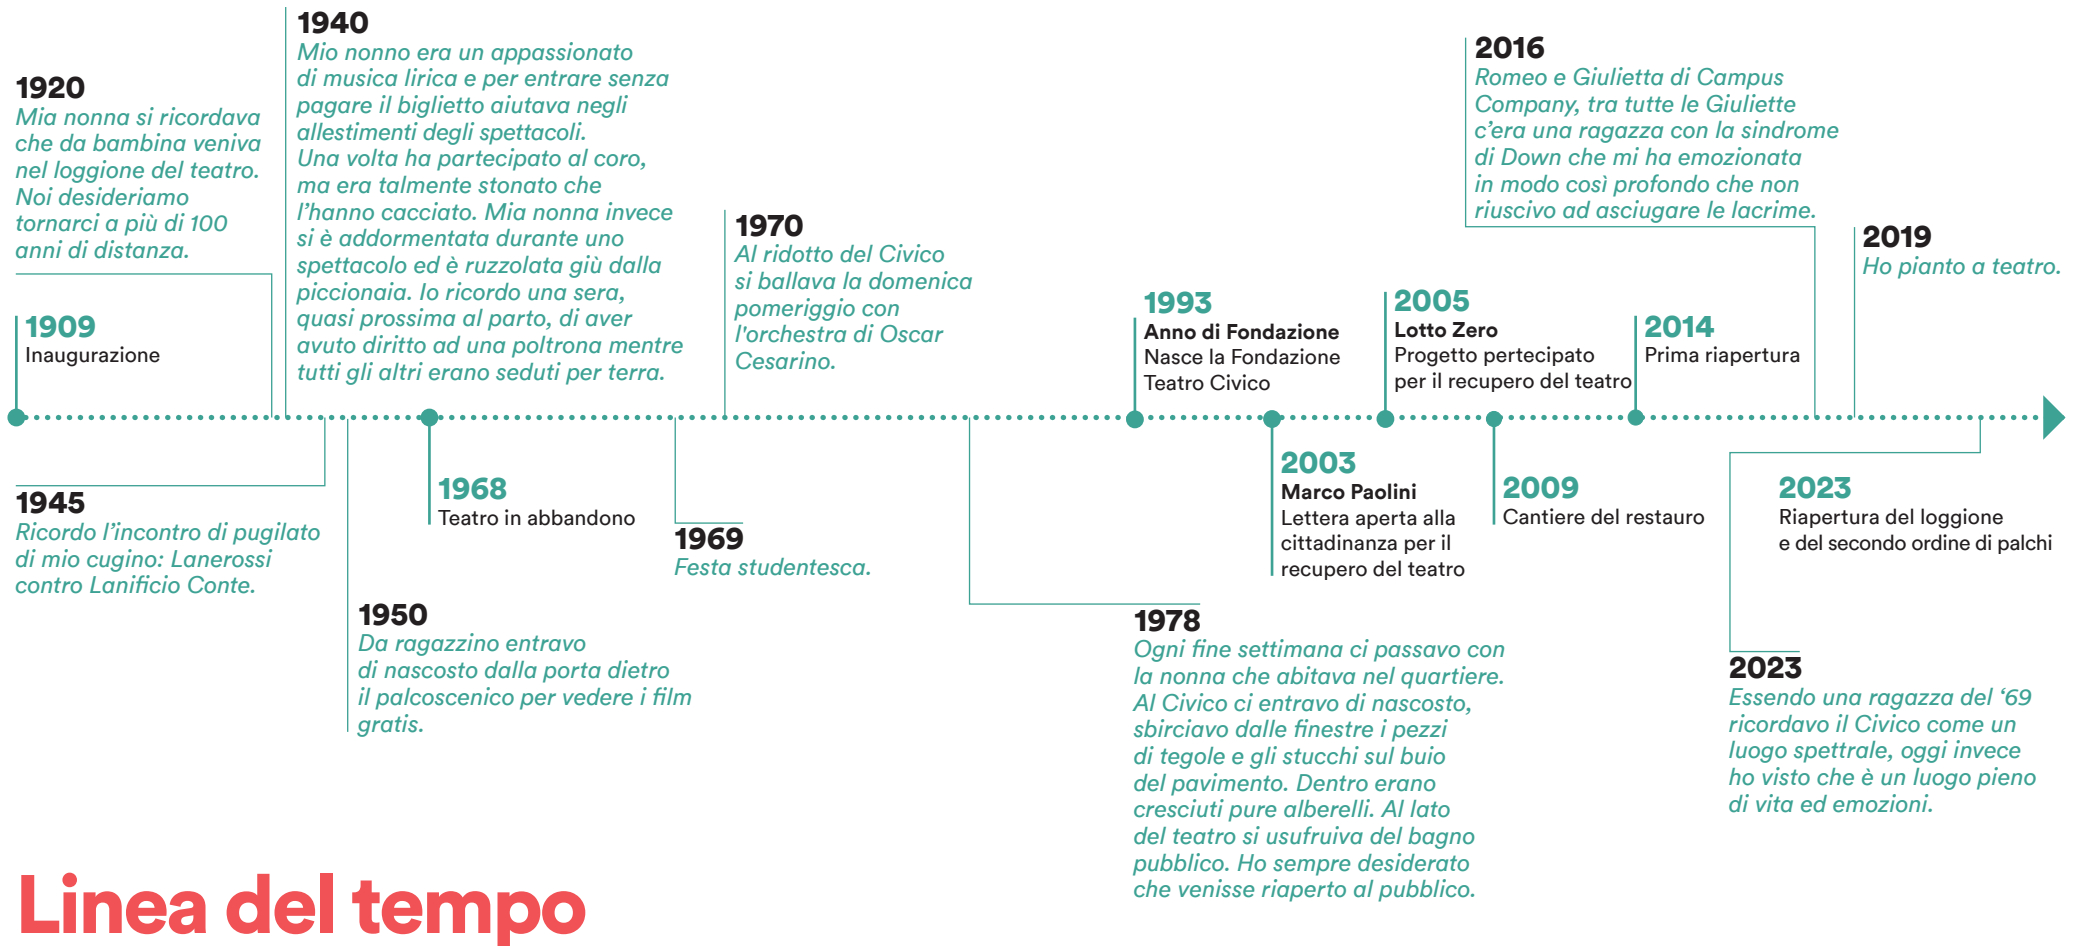 1920
Mia nonna si ricordava
che da bambina veniva
nel loggione del teatro.
Noi desideriamo
tornarci a più di 100
anni di distanza.
1909
Inaugurazione
1940
Mio nonno era un appassionato
di musica lirica e per entrare senza
pagare il biglietto aiutava negli
allestimenti degli spettacoli.
Una volta ha partecipato al coro,
ma era talmente stonato che
l’hanno cacciato. Mia nonna invece
si è addormentata durante uno
spettacolo ed è ruzzolata giù dalla
piccionaia. Io ricordo una sera,
quasi prossima al parto, di aver
avuto diritto ad una poltrona mentre
tutti gli altri erano seduti per terra.
1970
Al ridotto del Civico
si ballava la domenica
pomeriggio con
l'orchestra di Oscar
Cesarino.
1993
Anno di Fondazione
Nasce la Fondazione
Teatro Civico
2005
Lotto Zero
Progetto pertecipato
per il recupero del teatro
2014
Prima riapertura
2016
Romeo e Giulietta di Campus
Company, tra tutte le Giuliette
c’era una ragazza con la sindrome
di Down che mi ha emozionata
in modo così profondo che non
riuscivo ad asciugare le lacrime.
2019
Ho pianto a teatro.
1945
Ricordo l’incontro di pugilato
di mio cugino: Lanerossi
contro Lanificio Conte.
1950
Da ragazzino entravo
di nascosto dalla porta dietro
il palcoscenico per vedere i film
gratis.
1968
Teatro in abbandono
1969
Festa studentesca.
1978
Ogni fine settimana ci passavo con
la nonna che abitava nel quartiere.
Al Civico ci entravo di nascosto,
sbirciavo dalle finestre i pezzi
di tegole e gli stucchi sul buio
del pavimento. Dentro erano
cresciuti pure alberelli. Al lato
del teatro si usufruiva del bagno
pubblico. Ho sempre desiderato
che venisse riaperto al pubblico.
2003
Marco Paolini
Lettera aperta alla
cittadinanza per il
recupero del teatro
2009
Cantiere del restauro
2023
Riapertura del loggione
e del secondo ordine di palchi
2023
Essendo una ragazza del ‘69
ricordavo il Civico come un
luogo spettrale, oggi invece
ho visto che è un luogo pieno
di vita ed emozioni.
Linea del tempo